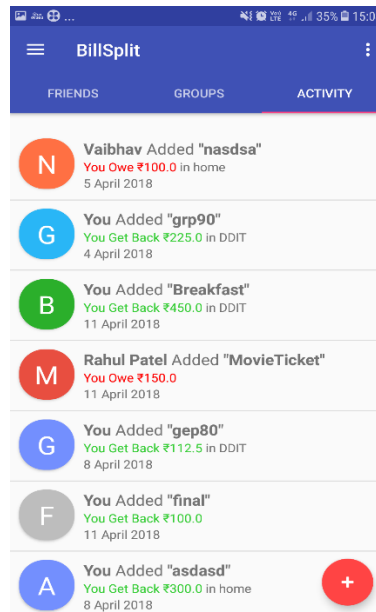 35% 15:0
BillSplit
FRIENDS GROUPS ACTIVITY
N
Vaibhav Added "nasdsa"
You Owe ₹100.0 in home
5 April 2018
G
You Added "grp90"
You Get Back ₹225.0 in DDIT
4 April 2018
B
You Added "Breakfast"
You Get Back ₹450.0 in DDIT
11 April 2018
M
Rahul Patel Added "MovieTicket"
You Owe ₹150.0
11 April 2018
G
You Added "gep80"
You Get Back ₹112.5 in DDIT
8 April 2018
F
You Added "final"
You Get Back ₹100.0
11 April 2018
A
You Added "asdasd"
You Get Back ₹300.0 in home
8 April 2018
+